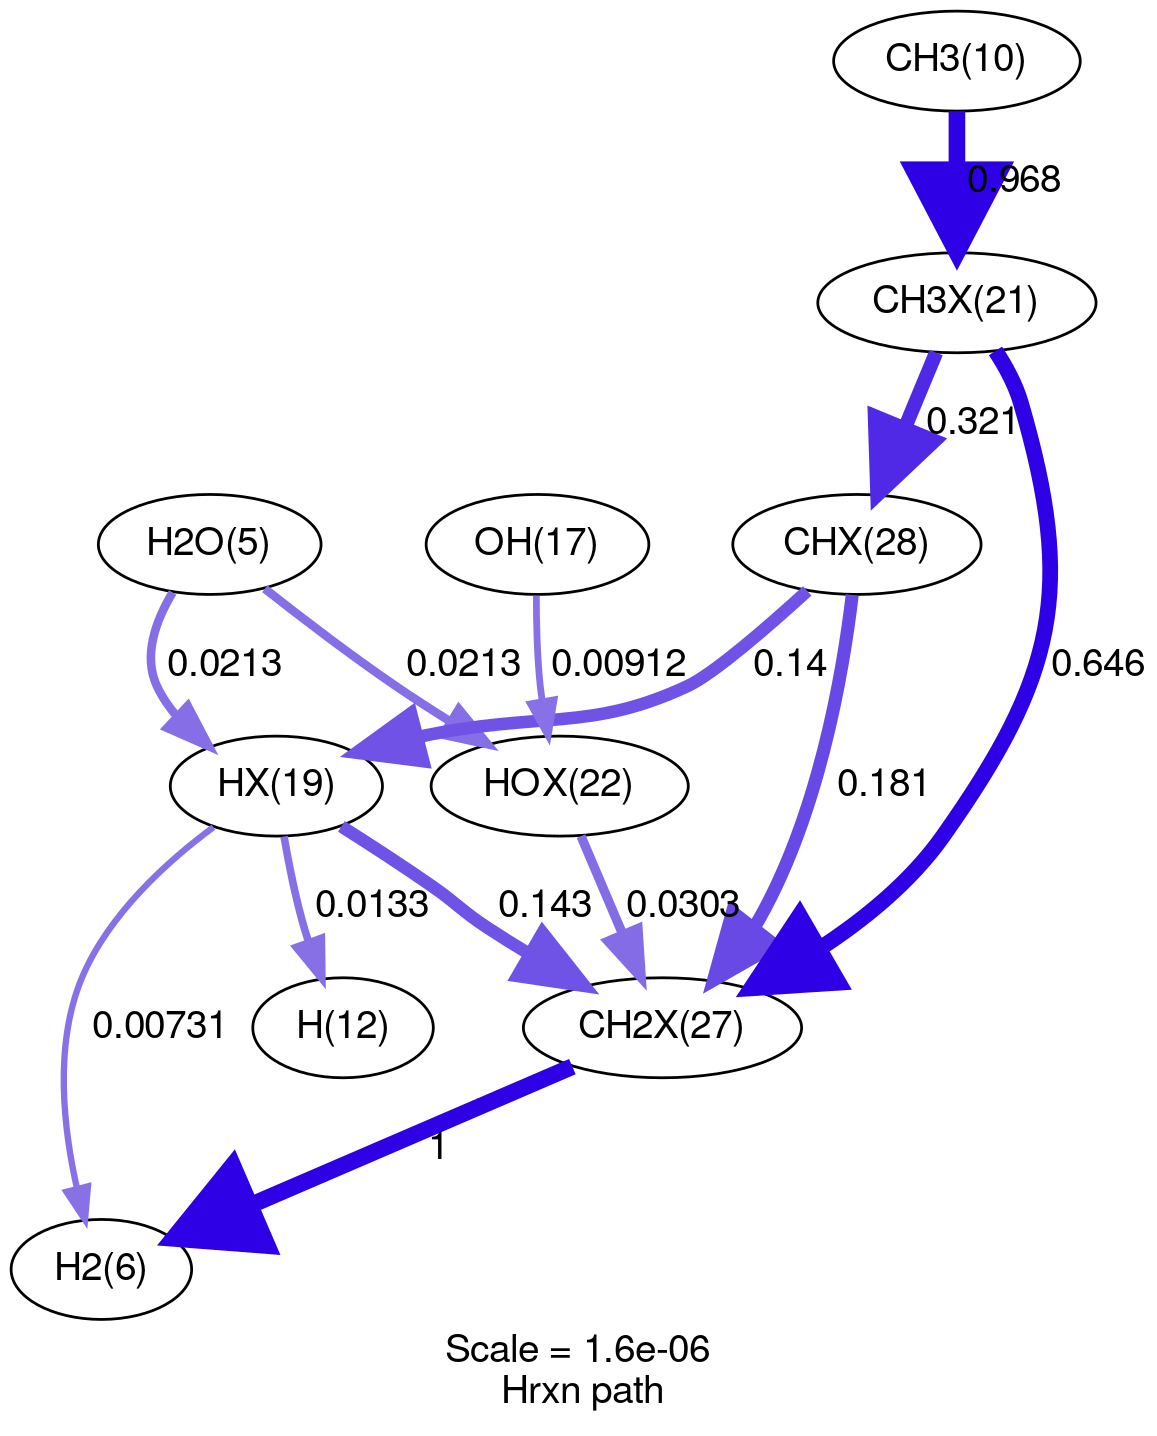 CH3(10)
0.968
CH3X(21)
0.321
H2O(5)
OH(17)
CHX(28)
0.0213
0.0213
0.00912
0.14
0.646
HX(19)
HOX(22)
0.181
0.0133
0.143
0.0303
0.00731
H(12)
CH2X(27)
1
H2(6)
Scale = 1.6e-06
Hrxn path